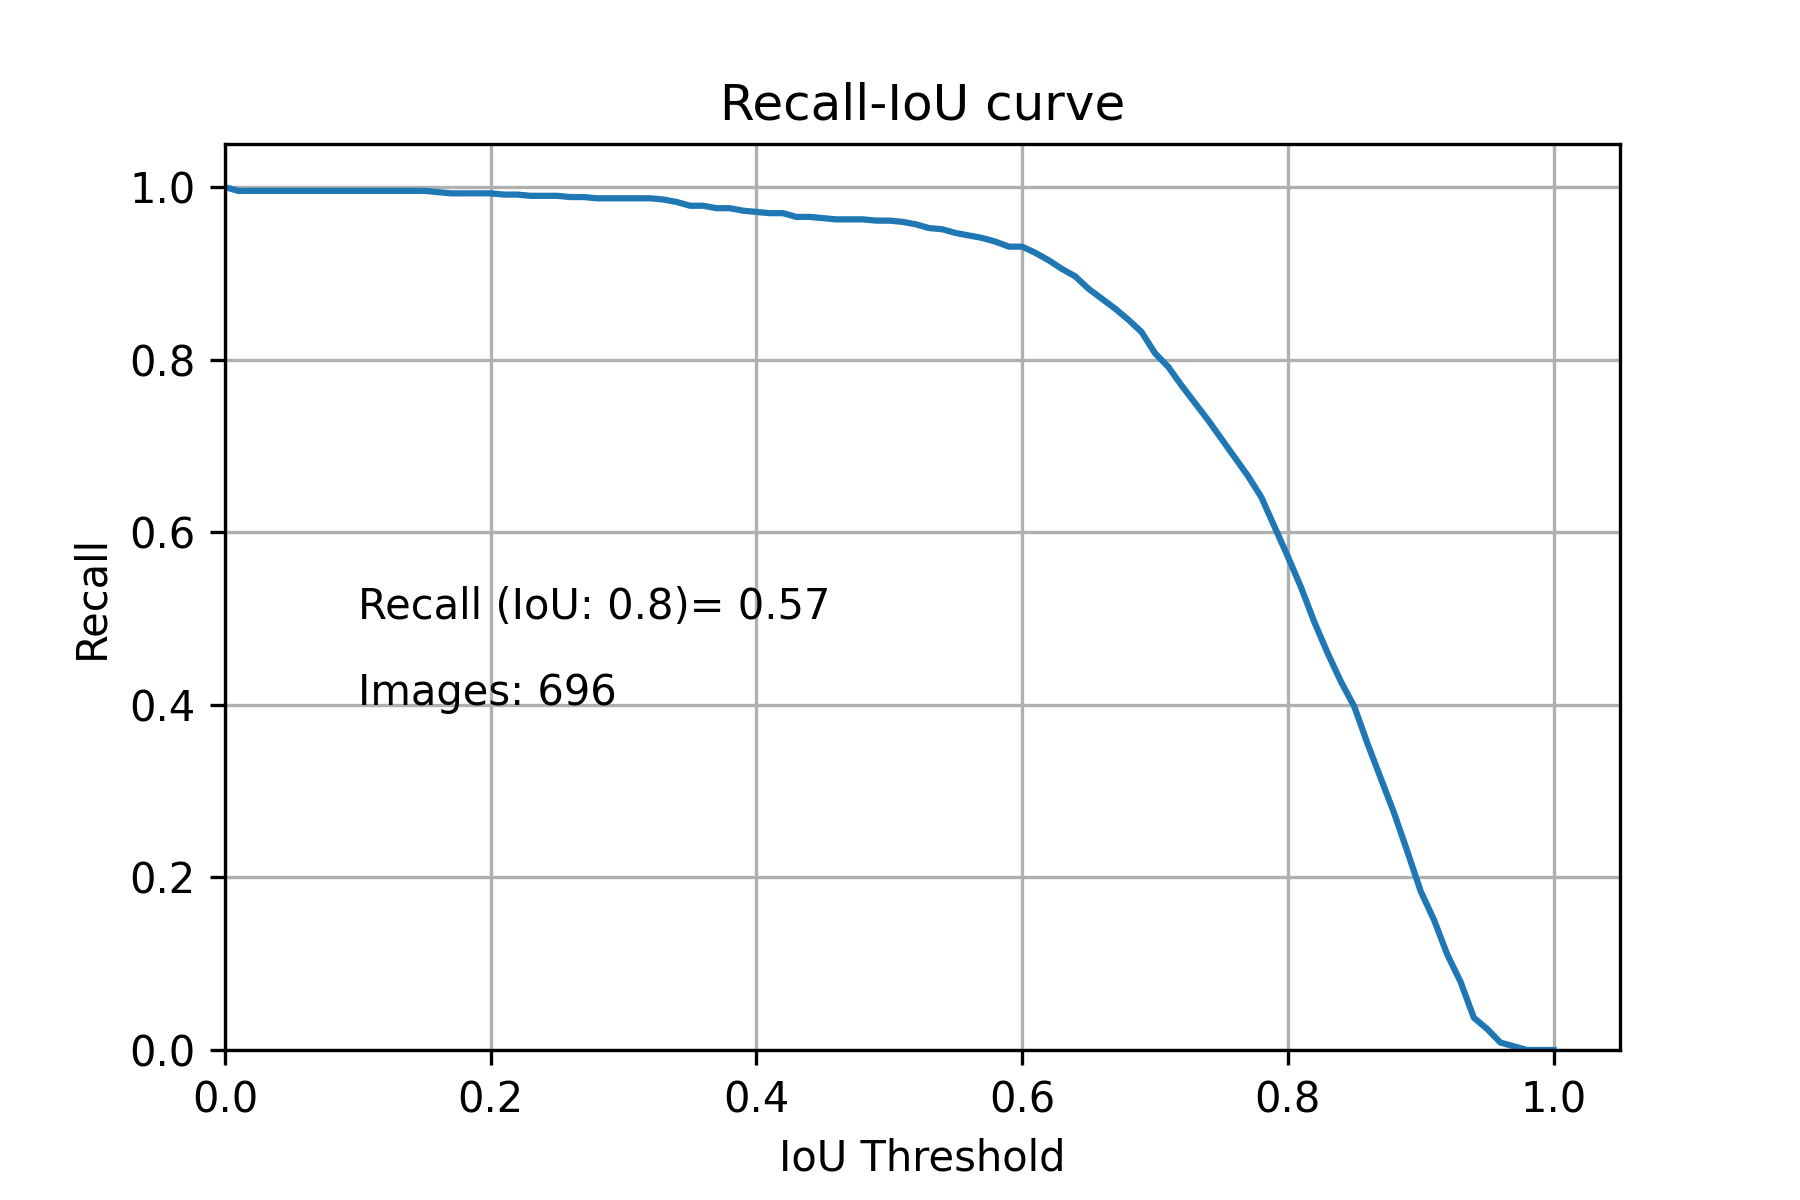 Recall-IoU curve
1.0
0.8
0.6
0.4
0.2
0.0
Recall
Recall (IoU: 0.8)= 0.57
Images: 696
0.0 0.2 0.4 0.6 0.8 1.0
IoU Threshold